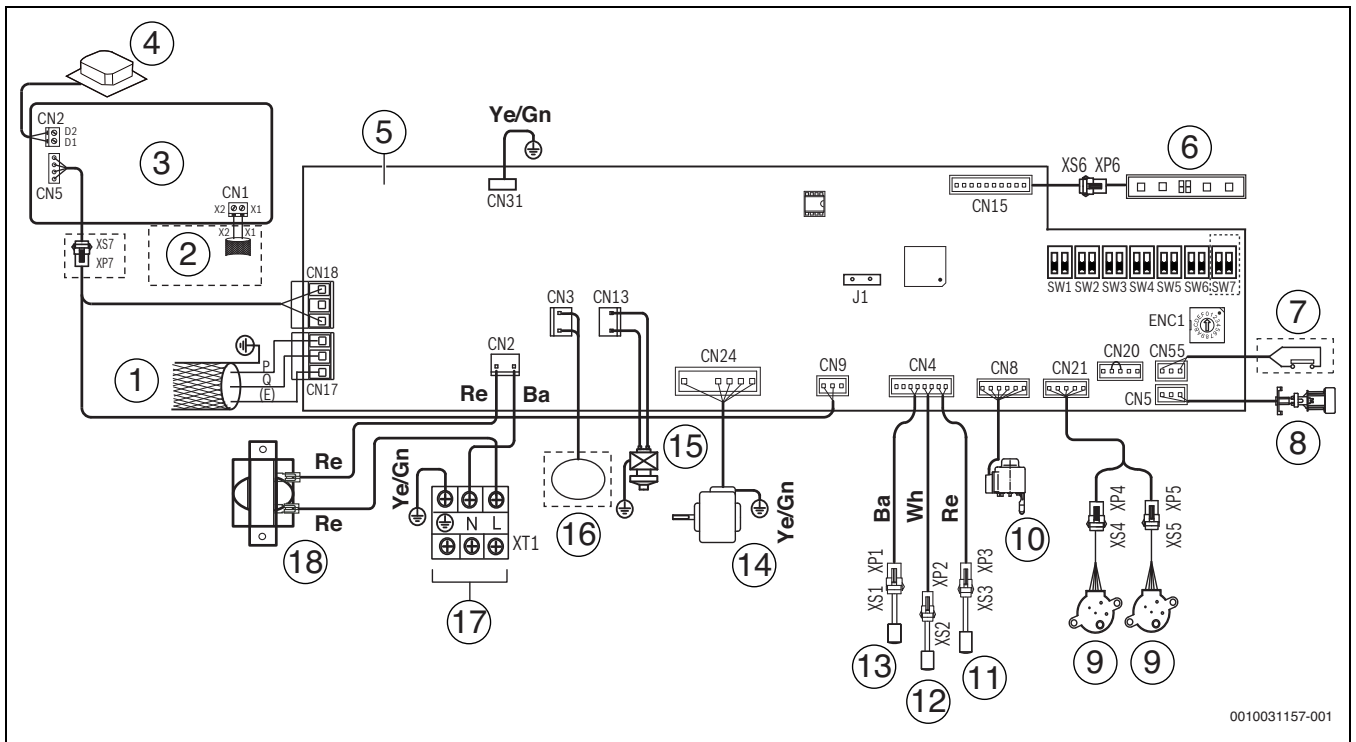 4
CN2
D2
D1
3
CN5
CN1
X2 X1
X2 X1
2
XS7
XP7
5
Ye/Gn
CN31
XS6 XP6
6
CN15
SW1 SW2 SW3 SW4 SW5 SW6 SW7
J1
ENC1
7
CN18
CN3 CN13
CN2
CN24
CN9
CN4
CN8
CN21
CN20
CN55
CN5
8
1
P
Q
(E)
CN17
Re Ba
Re
Re
18
Ye/Gn
N L
XT1
17
16
15
14
Ye/Gn
Ba
Wh
Re
XP1
XS1
XP2
XS2
XP3
XS3
13
12
11
10
XP4
XS4
XP5
XS5
9
9
0010031157-001